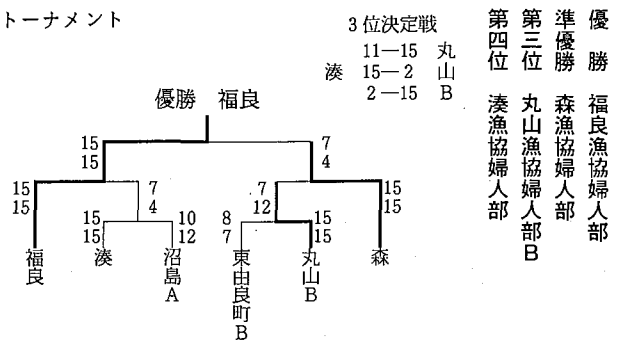 トーナメント
3位決定戦
湊
11―15
15―2
2―15
丸山B
優勝 福良漁協婦人部
準優勝 森漁協婦人部
第三位 丸山漁協婦人部B
第四位 湊漁協婦人部
優勝 福良
15
15
7
4
15
15
7
4
7
12
15
15
15
15
10
12
8
7
15
15
福良
湊
沼島A
東由良町B
丸山B
森